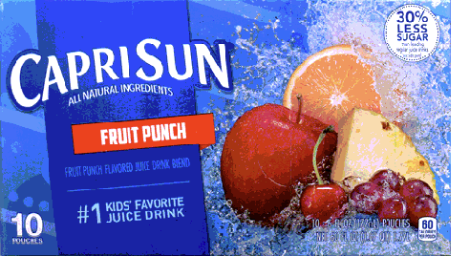 30%
LESS
SUGAR
CAPRI SUN
ALL NATURAL INGREDIENTS
FRUIT PUNCH
FRUIT PUNCH FLAVORED JUICE DRINK BLEND
#1 KIDS' FAVORITE
JUICE DRINK
10
POUCHES
60